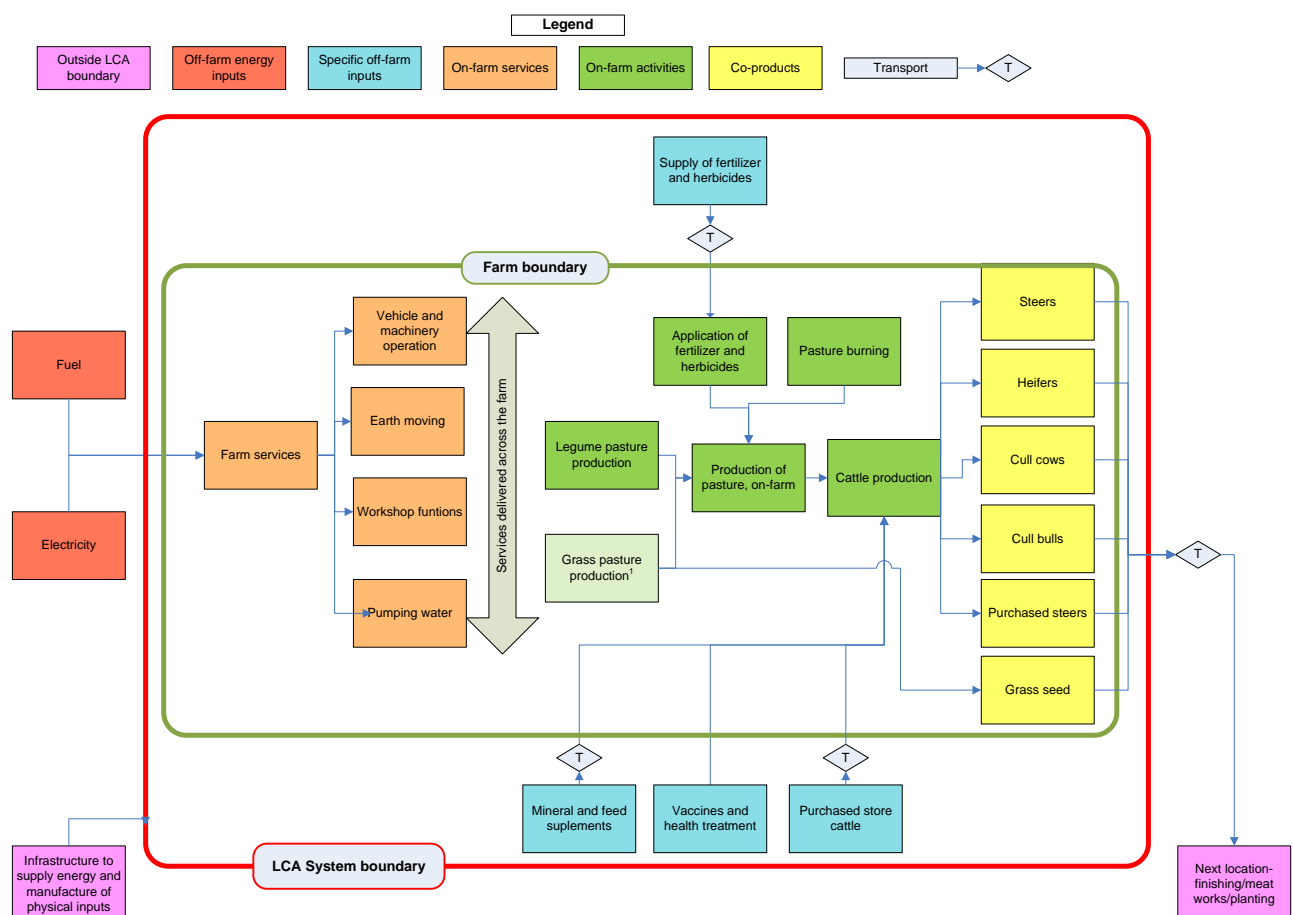 Legend
Outside LCA
boundary
Off-farm energy
inputs
Specific off-farm
inputs
On-farm services
On-farm activities
Co-products
Transport
T
Supply of fertilizer
and herbicides
T
Farm boundary
Vehicle and
machinery
operation
Application of
fertilizer and
herbicides
Pasture burning
Steers
Fuel
Heifers
Earth moving
Services delivered across the farm
Farm services
Legume pasture
production
Production of
pasture, on-farm
Cattle production
Cull cows
Workshop funtions
Electricity
Grass pasture
production¹
Cull bulls
T
Pumping water
Purchased steers
Grass seed
T
T
Mineral and feed
suplements
Vaccines and
health treatment
Purchased store
cattle
LCA System boundary
Infrastructure to
supply energy and
manufacture of
physical inputs
Next location-
finishing/meat
works/planting